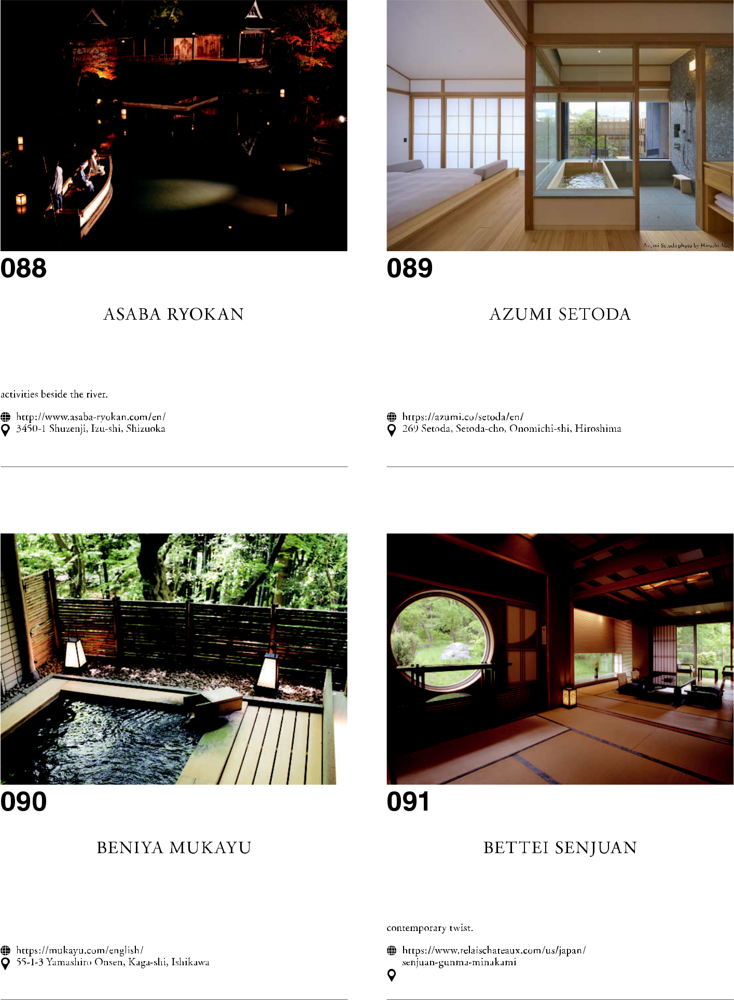 Azumi Setoda photo by Hiroshi Abe
088
ASABA RYOKAN
activities beside the river.
http://www.asaba-ryokan.com/en/
3450-1 Shuzenji, Izu-shi, Shizuoka
089
AZUMI SETODA
https://azumi.co/setoda/en/
269 Setoda, Setoda-cho, Onomichi-shi, Hiroshima
090
BENIYA MUKAYU
https://mukayu.com/english/
55-1-3 Yamashiro Onsen, Kaga-shi, Ishikawa
091
BETTEI SENJUAN
contemporary twist.
https://www.relaischateaux.com/us/japan/
senjuan-gunma-minakami